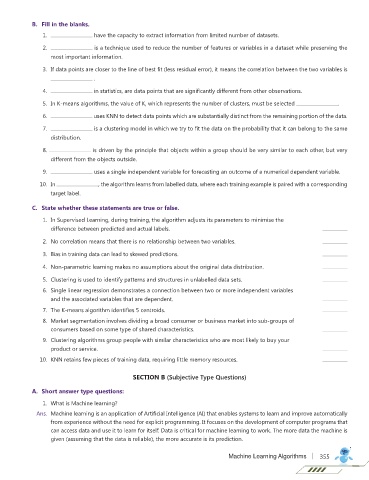 B. Fill in the blanks.
1. ______________ have the capacity to extract information from limited number of datasets.
2. ______________ is a technique used to reduce the number of features or variables in a dataset while preserving the
most important information.
3. If data points are closer to the line of best fit (less residual error), it means the correlation between the two variables is
______________ .
4. ______________ in statistics, are data points that are significantly different from other observations.
5. In K-means algorithms, the value of K, which represents the number of clusters, must be selected ______________.
6. ______________ uses KNN to detect data points which are substantially distinct from the remaining portion of the data.
7. ______________ is a clustering model in which we try to fit the data on the probability that it can belong to the same
distribution.
8. ______________ is driven by the principle that objects within a group should be very similar to each other, but very
different from the objects outside.
9. ______________ uses a single independent variable for forecasting an outcome of a numerical dependent variable.
10. In ______________, the algorithm learns from labelled data, where each training example is paired with a corresponding
target label.
C. State whether these statements are true or false.
1. In Supervised Learning, during training, the algorithm adjusts its parameters to minimise the
difference between predicted and actual labels. ________
2. No correlation means that there is no relationship between two variables. ________
3. Bias in training data can lead to skewed predictions. ________
4. Non-parametric learning makes no assumptions about the original data distribution. ________
5. Clustering is used to identify patterns and structures in unlabelled data sets. ________
6. Single linear regression demonstrates a connection between two or more independent variables
and the associated variables that are dependent. ________
7. The K-means algorithm identifies 5 centroids. ________
8. Market segmentation involves dividing a broad consumer or business market into sub-groups of
consumers based on some type of shared characteristics. ________
9. Clustering algorithms group people with similar characteristics who are most likely to buy your
product or service. ________
10. KNN retains few pieces of training data, requiring little memory resources. ________
SECTION B (Subjective Type Questions)
A. Short answer type questions:
1. What is Machine learning?
Ans. Machine learning is an application of Artificial Intelligence (AI) that enables systems to learn and improve automatically
from experience without the need for explicit programming. It focuses on the development of computer programs that
can access data and use it to learn for itself. Data is critical for machine learning to work. The more data the machine is
given (assuming that the data is reliable), the more accurate is its prediction.
Machine Learning Algorithms | 355